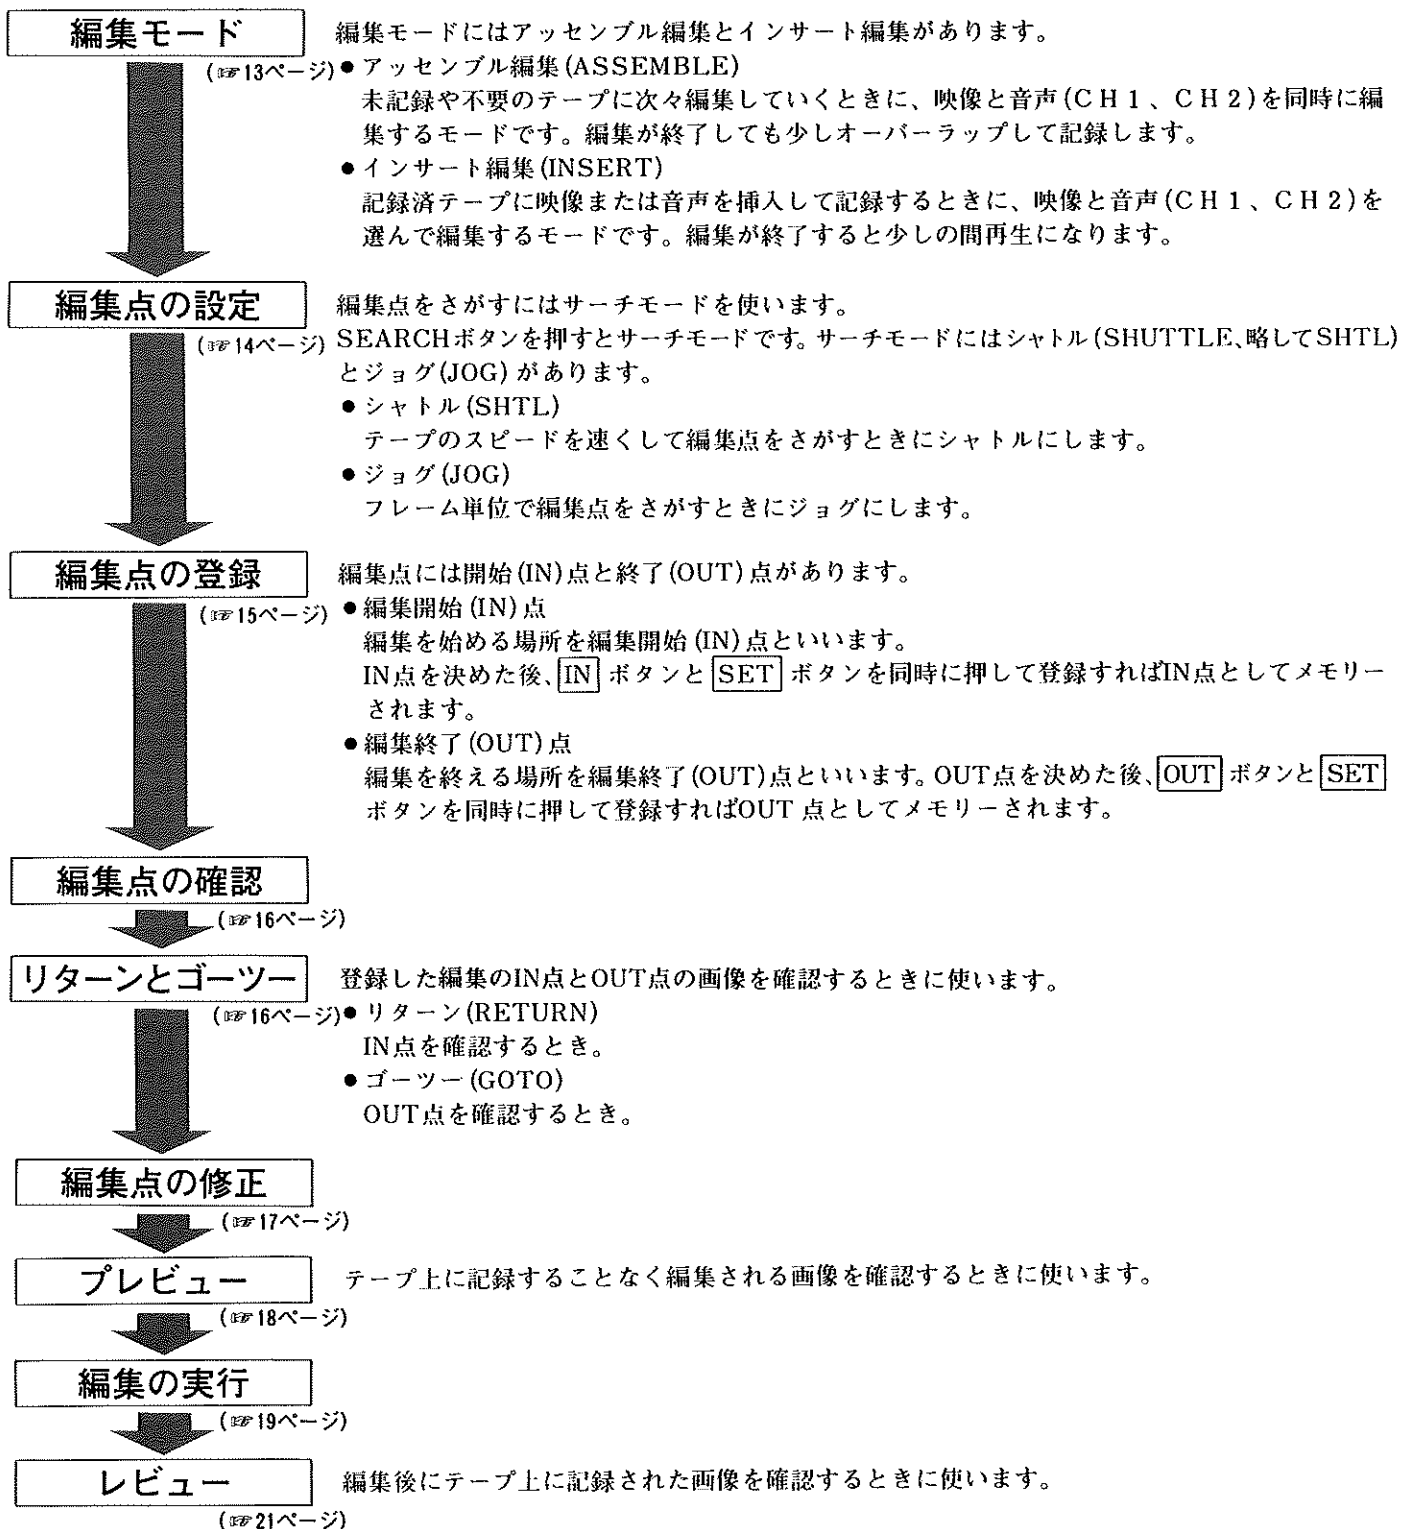 編集モード
(☞13ページ)
編集モードにはアッセンブル編集とインサート編集があります。
●アッセンブル編集(ASSEMBLE)
未記録や不要のテープに次々編集していくときに、映像と音声(CH1、CH2)を同時に編
集するモードです。編集が終了しても少しオーバーラップして記録します。
●インサート編集(INSERT)
記録済テープに映像または音声を挿入して記録するときに、映像と音声(CH1、CH2)を
選んで編集するモードです。編集が終了すると少しの間再生になります。
編集点の設定
(☞14ページ)
編集点をさがすにはサーチモードを使います。
SEARCHボタンを押すとサーチモードです。サーチモードにはシャトル(SHUTTLE、略してSHTL)
とジョグ(JOG)があります。
●シャトル(SHTL)
テープのスピードを速くして編集点をさがすときにシャトルにします。
●ジョグ(JOG)
フレーム単位で編集点をさがすときにジョグにします。
編集点の登録
(☞15ページ)
編集点には開始(IN)点と終了(OUT)点があります。
●編集開始(IN)点
編集を始める場所を編集開始(IN)点といいます。
IN点を決めた後、INボタンとSETボタンを同時に押して登録すればIN点としてメモリー
されます。
●編集終了(OUT)点
編集を終える場所を編集終了(OUT)点といいます。OUT点を決めた後、OUTボタンとSET
ボタンを同時に押して登録すればOUT点としてメモリーされます。
編集点の確認
(☞16ページ)
リターンとゴーツー
(☞16ページ)
登録した編集のIN点とOUT点の画像を確認するときに使います。
●リターン(RETURN)
IN点を確認するとき。
●ゴーツー(GOTO)
OUT点を確認するとき。
編集点の修正
(☞17ページ)
プレビュー
(☞18ページ)
テープ上に記録することなく編集される画像を確認するときに使います。
編集の実行
(☞19ページ)
レビュー
(☞21ページ)
編集後にテープ上に記録された画像を確認するときに使います。